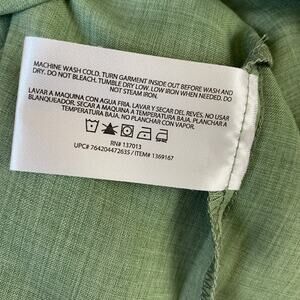 MACHINE WASH COLD. TURN GARMENT INSIDE OUT BEFORE WASH AND
DRY. DO NOT BLEACH. TUMBLE DRY LOW. LOW IRON WHEN NEEDED. DO
NOT STEAM IRON.
LAVAR A MAQUINA CON AGUA FRIA. LAVAR Y SECAR DEL REVES. NO USAR
BLANQUEADOR. SECAR A MAQUINA A TEMPERATURA BAJA. PLANCHAR A
TEMPERATURA BAJA. NO PLANCHAR CON VAPOR.
RN# 137013
UPC# 764204472635 / ITEM# 1369167